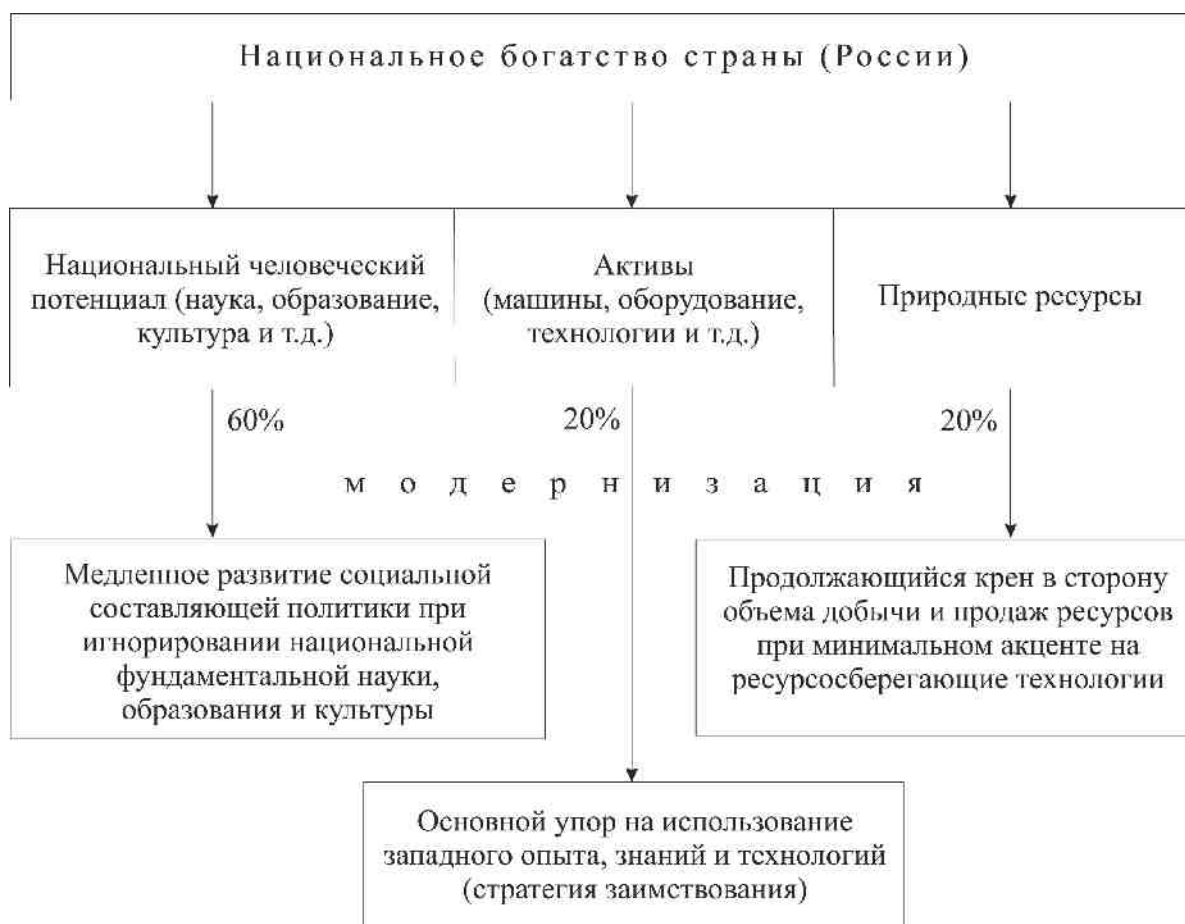 Национальное богатство страны (России)
Национальный человеческий
потенциал (наука, образование,
культура и т.д.)
Активы
(машины, оборудование,
технологии и т.д.)
Природные ресурсы
60%
20%
20%
модернизация
Медленное развитие социальной
составляющей политики при
игнорировании национальной
фундаментальной науки,
образования и культуры
Продолжающийся крен в сторону
объема добычи и продаж ресурсов
при минимальном акценте на
ресурсосберегающие технологии
Основной упор на использование
западного опыта, знаний и технологий
(стратегия заимствования)